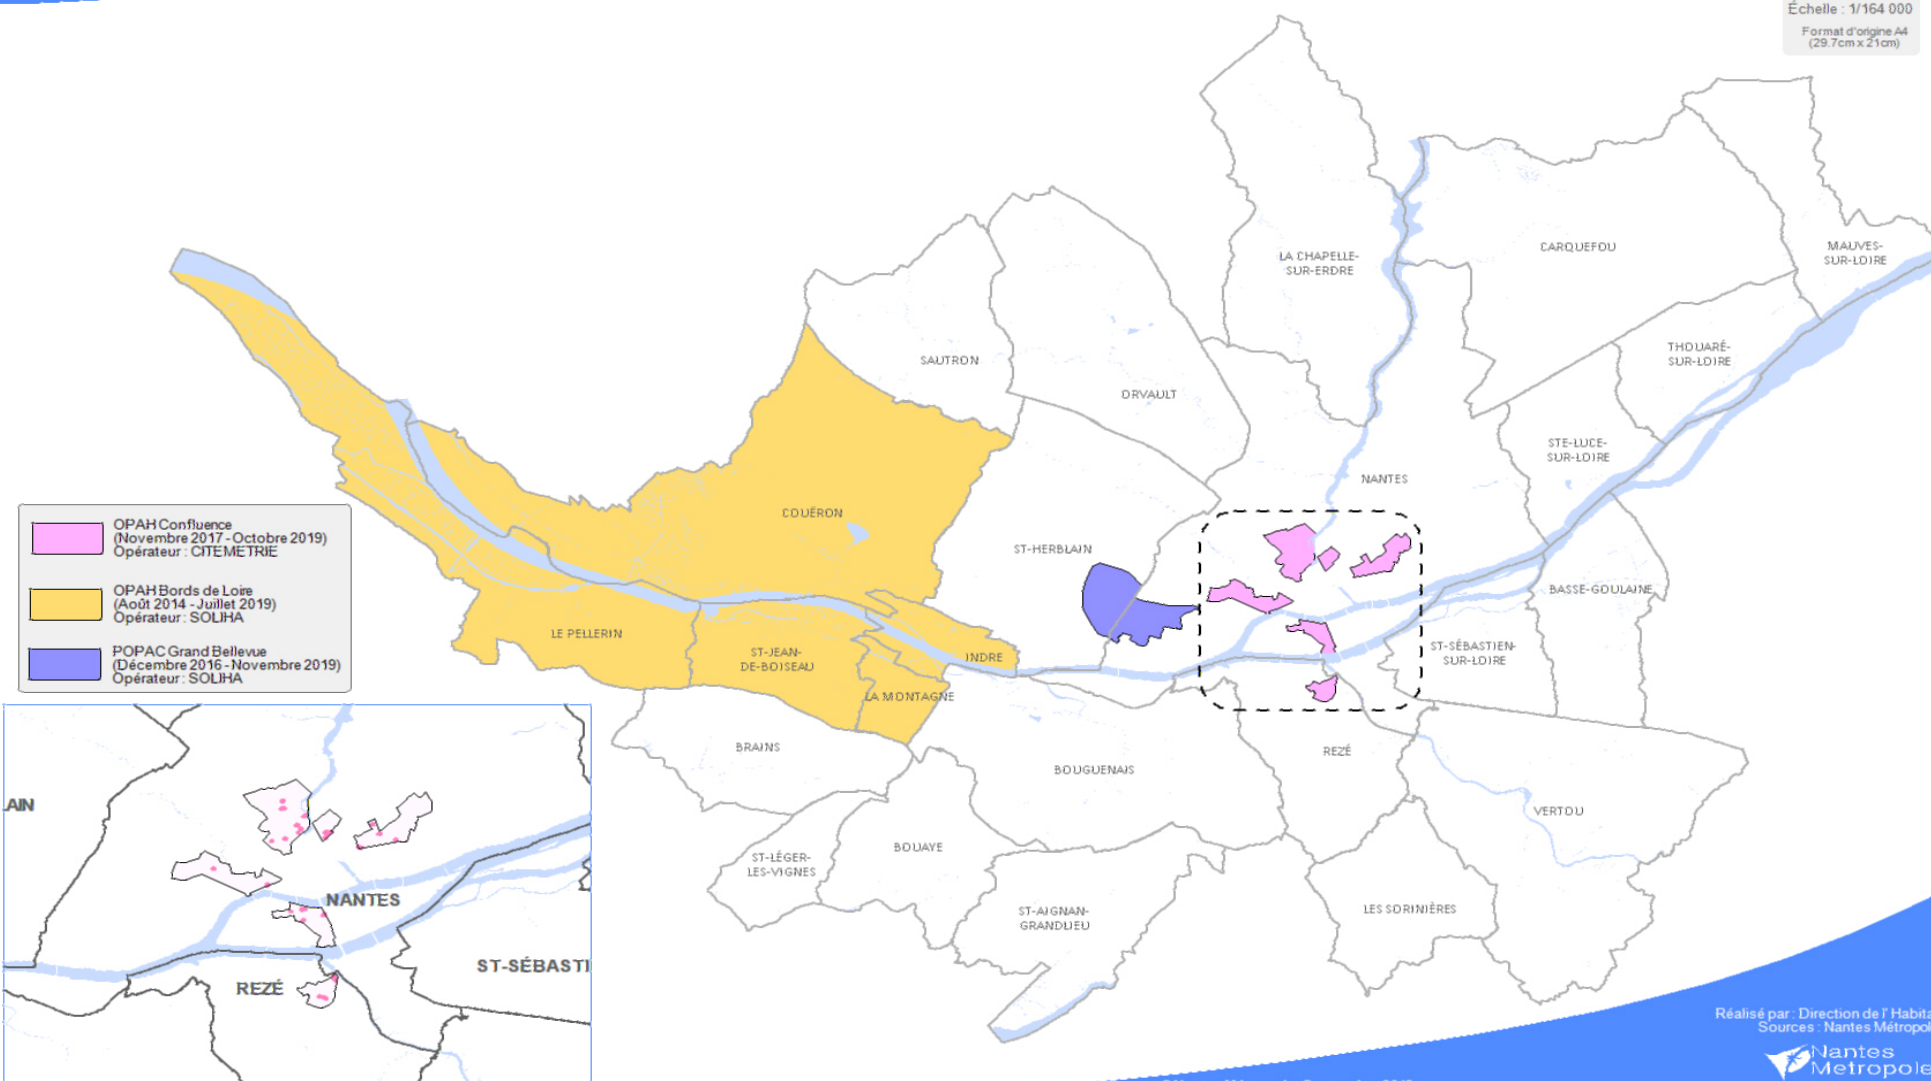 Échelle : 1/164 000
Format d'origine A4
(29.7cm x 21cm)
LA CHAPELLE-
SUR-ERDRE
CARQUEFOU
MAUVES-
SUR-LOIRE
THOUARÉ-
SUR-LOIRE
SAUTRON
ORVAULT
STE-LUCE-
SUR-LOIRE
NANTES
COUËRON
ST-HERBLAIN
BASSE-GOULAINE
LE PELLERIN
ST-JEAN-
DE-BOISEAU
INDRE
ST-SÉBASTIEN-
SUR-LOIRE
LA MONTAGNE
BRAINS
BOUGUENAIS
REZÉ
VERTOU
BOUAYE
ST-LÉGER-
LES-VIGNES
ST-AIGNAN-
GRANDLIEU
LES SORINIÈRES
OPAH Confluence
(Novembre 2017 - Octobre 2019)
Opérateur : CITEMETRIE
OPAH Bords de Loire
(Août 2014 - Juillet 2019)
Opérateur : SOLIHA
POPAC Grand Bellevue
(Décembre 2016 - Novembre 2019)
Opérateur : SOLIHA
AIN
NANTES
ST-SÉBASTI
REZÉ
Réalisé par : Direction de l' Habita
Sources : Nantes Métropol
Nantes
Métropole